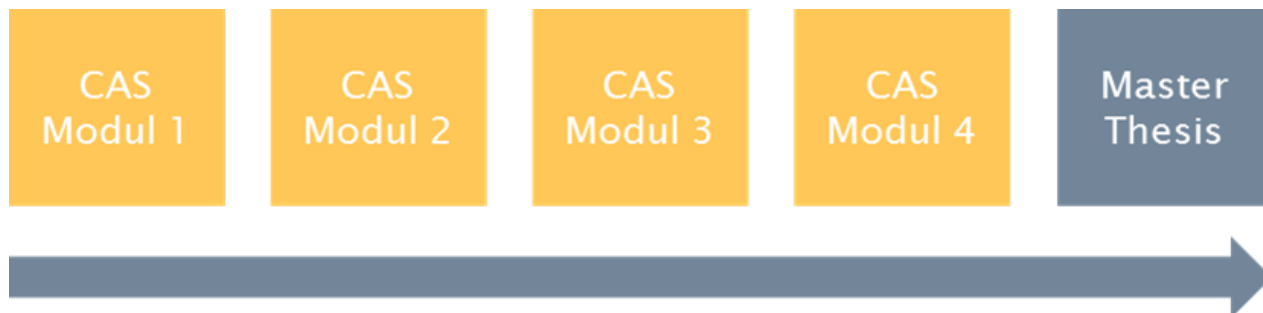 CAS
Modul 1
CAS
Modul 2
CAS
Modul 3
CAS
Modul 4
Master
Thesis